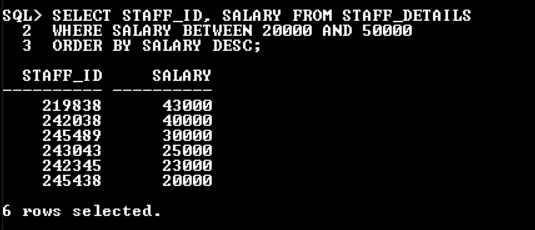 SQL> SELECT STAFF_ID, SALARY FROM STAFF_DETAILS
2 WHERE SALARY BETWEEN 20000 AND 50000
3 ORDER BY SALARY DESC;
STAFF_ID SALARY
---------- ----------
219838 43000
242038 40000
245489 30000
243043 25000
242345 23000
245438 20000
6 rows selected.